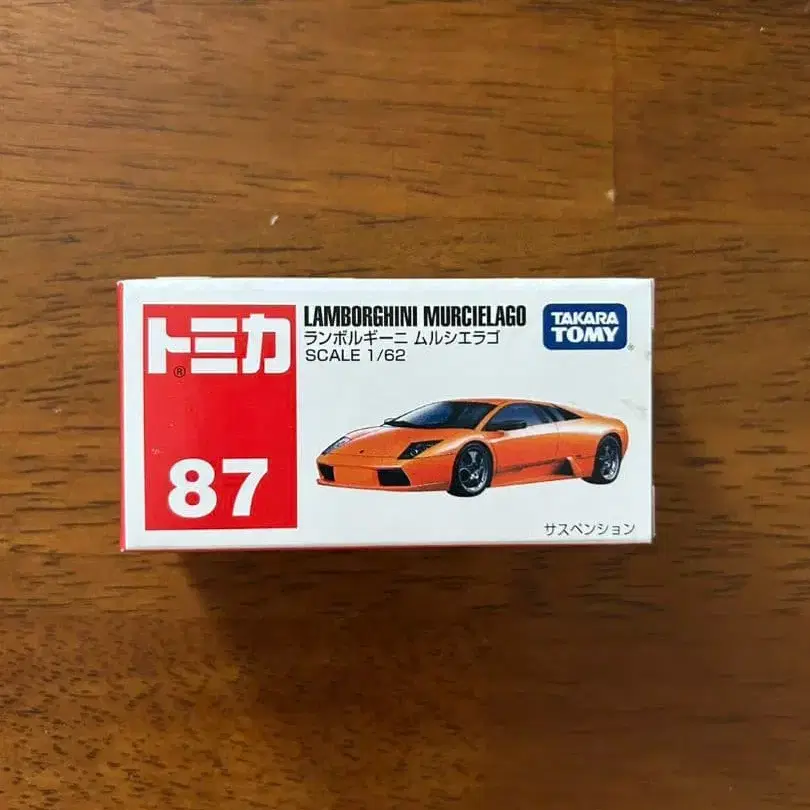 トミカ®
87
LAMBORGHINI MURCIELAGO
ランボルギーニ ムルシエラゴ
SCALE 1/62
TAKARA
TOMY®
サスペンション